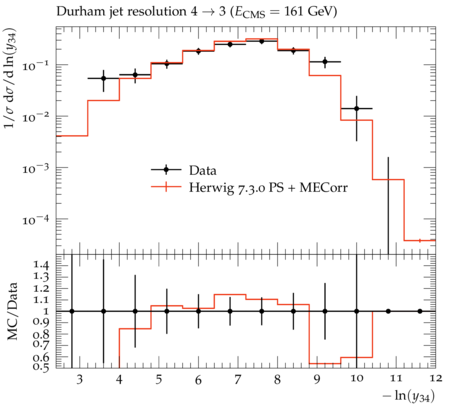 Durham jet resolution 4 → 3 (E_CMS = 161 GeV)
1/σ dσ/d ln(y_34)
10^−1
10^−2
10^−3
10^−4
Data
Herwig 7.3.0 PS + MECorr
MC/Data
1.4
1.3
1.2
1.1
1
0.9
0.8
0.7
0.6
0.5
3 4 5 6 7 8 9 10 11 12
− ln(y_34)